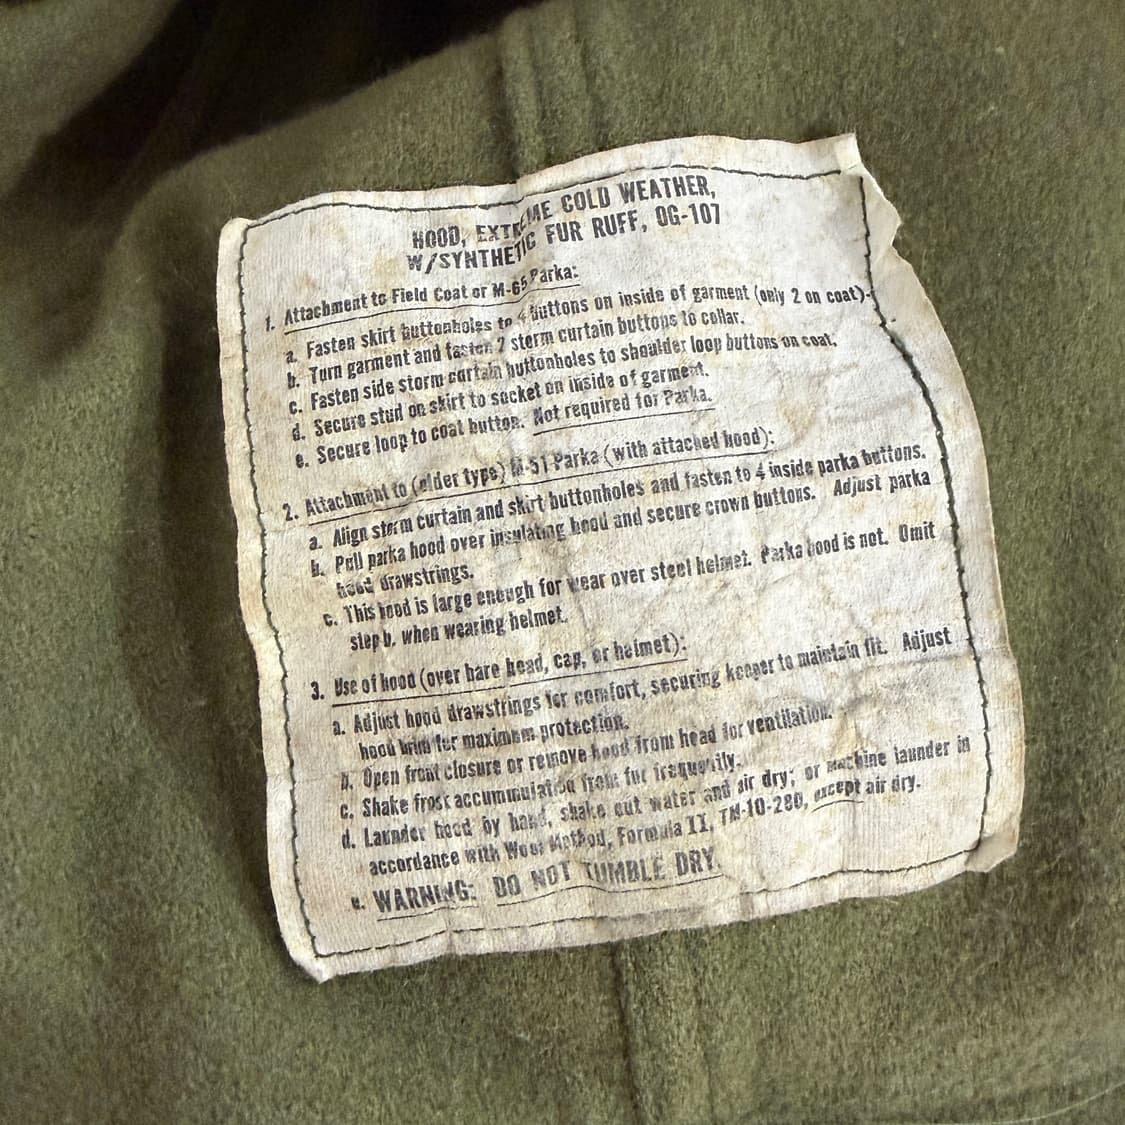 HOOD, EXTREME COLD WEATHER,
W/SYNTHETIC FUR RUFF, OG-107
1. Attachment to Field Coat or M-65 Parka:
a. Fasten skirt buttonholes to 4 buttons on inside of garment (only 2 on coat)-
b. Turn garment and fasten 7 storm curtain buttons to collar.
c. Fasten side storm curtain buttonholes to shoulder loop buttons on coat.
d. Secure stud on skirt to socket on inside of garment.
e. Secure loop to coat button. Not required for Parka.
2. Attachment to (older type) M-51 Parka (with attached hood):
a. Align storm curtain and skirt buttonholes and fasten to 4 inside parka buttons.
b. Pull parka hood over insulating hood and secure crown buttons. Adjust parka
hood drawstrings.
c. This hood is large enough for wear over steel helmet. Parka hood is not. Omit
step b. when wearing helmet.
3. Use of hood (over bare head, cap, or helmet):
a. Adjust hood drawstrings for comfort, securing keeper to maintain fit. Adjust
hood brim for maximum protection.
b. Open front closure or remove hood from head for ventilation.
c. Shake frost accummulation from fur frequently.
d. Launder hood by hand, shake out water and air dry; or machine launder in
accordance with Wool Method, Formula II, TM-10-280, except air dry.
e. WARNING: DO NOT TUMBLE DRY.